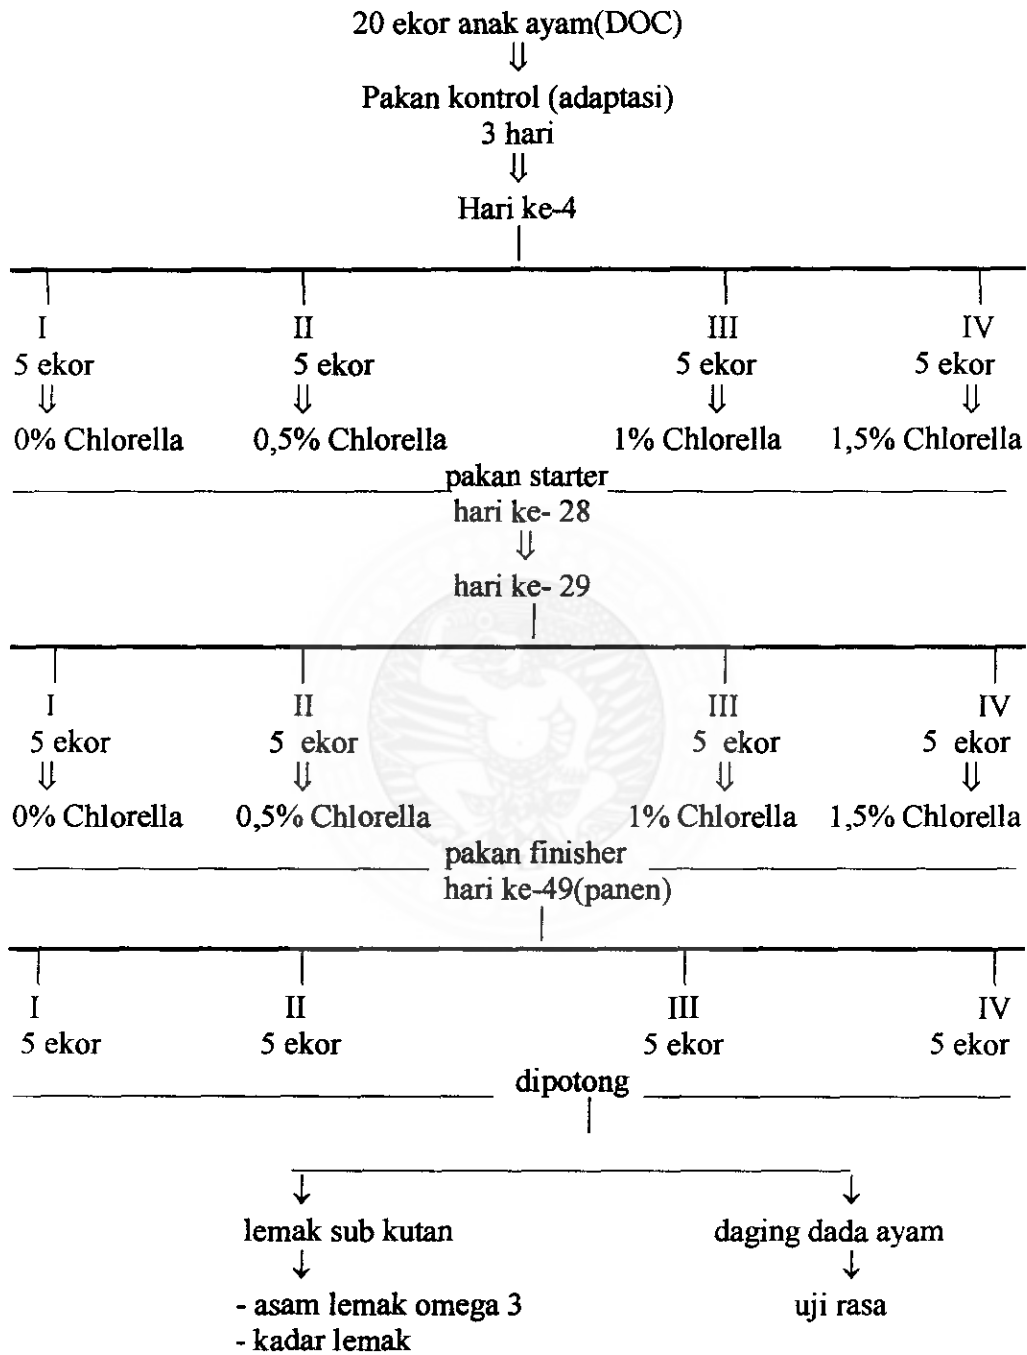 20 ekor anak ayam(DOC)
⇓
Pakan kontrol (adaptasi)
3 hari
⇓
Hari ke-4
I II III IV
5 ekor 5 ekor 5 ekor 5 ekor
⇓ ⇓ ⇓ ⇓
0% Chlorella 0,5% Chlorella 1% Chlorella 1,5% Chlorella
pakan starter
hari ke- 28
⇓
hari ke- 29
I II III IV
5 ekor 5 ekor 5 ekor 5 ekor
⇓ ⇓ ⇓ ⇓
0% Chlorella 0,5% Chlorella 1% Chlorella 1,5% Chlorella
pakan finisher
hari ke-49(panen)
I II III IV
5 ekor 5 ekor 5 ekor 5 ekor
dipotong
↓ ↓
lemak sub kutan daging dada ayam
↓ ↓
- asam lemak omega 3 uji rasa
- kadar lemak